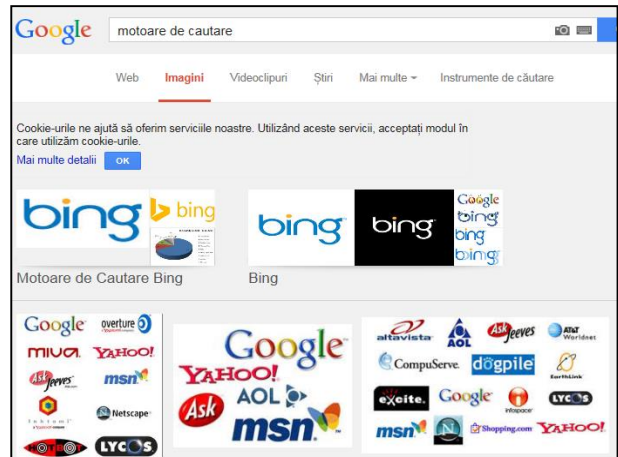 Google motoare de cautare
Web Imagini Videoclipuri Știri Mai multe Instrumente de căutare
Cookie-urile ne ajută să oferim serviciile noastre. Utilizând aceste servicii, acceptați modul în
care utilizăm cookie-urile.
Mai multe detalii OK
bing bing
bing bing
Google
bing
bing
bing
Motoare de Cautare Bing Bing
Google overture
MIVA. YAHOO!
Ask Jeeves msn
inktomi Netscape
HOTBOT LYCOS
Google
YAHOO!
Ask AOL
msn
altavista AOL Ask Jeeves AT&T Worldnet
CompuServe dogpile EarthLink
excite. Google infospace LYCOS
msn N Shopping.com YAHOO!